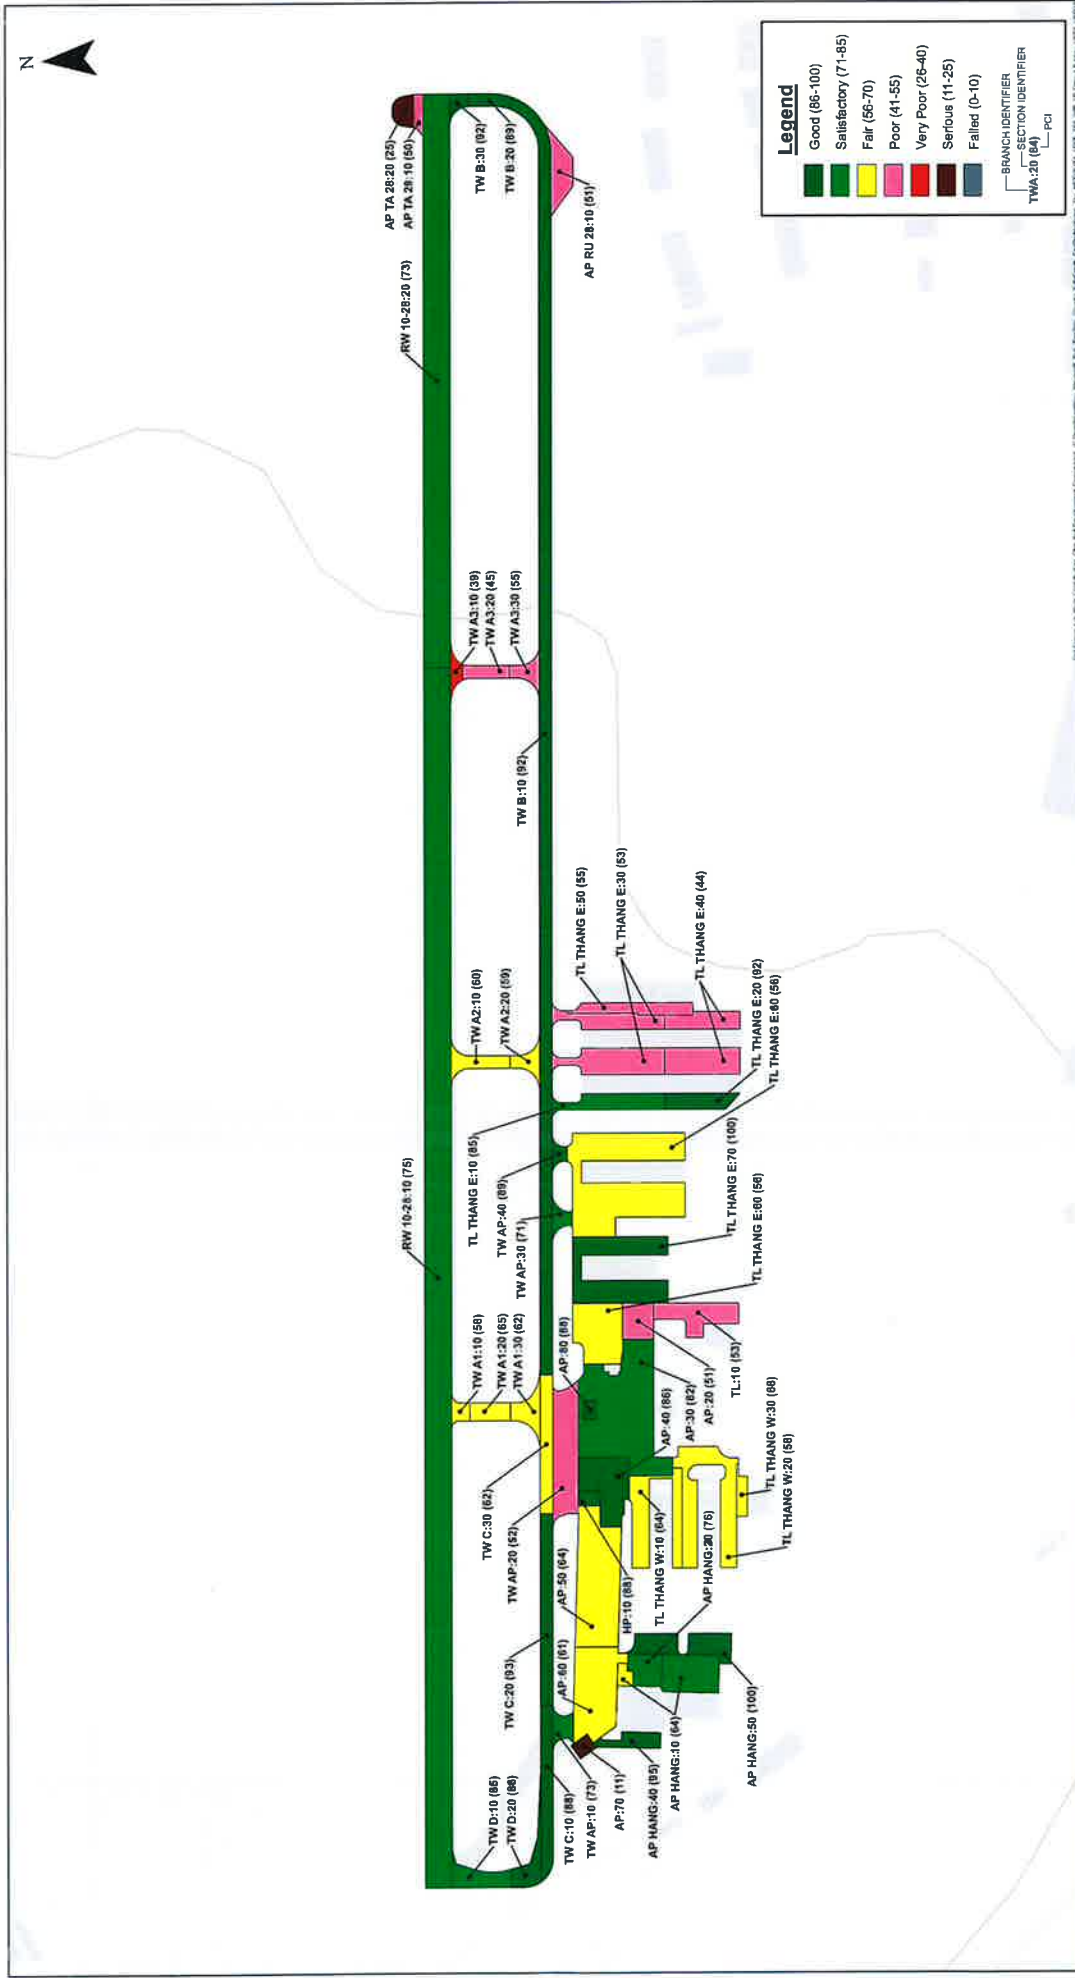 N
AP TA 28:20 (25)
AP TA 28:10 (50)
TW B:30 (92)
TW B:20 (89)
AP RU 28:10 (51)
RW 10-28:20 (73)
TW A3:10 (39)
TW A3:20 (45)
TW A3:30 (55)
TW B:10 (92)
TL THANG E:50 (55)
TL THANG E:30 (53)
TL THANG E:40 (44)
TW A2:10 (60)
TW A2:20 (59)
TL THANG E:20 (92)
TL THANG E:60 (56)
TL THANG E:10 (85)
TW AP:40 (89)
TW AP:30 (71)
TL THANG E:70 (100)
TL THANG E:60 (56)
RW 10-28:10 (75)
TW A1:10 (58)
TW A1:20 (65)
TW A1:30 (62)
AP:80 (88)
TL:10 (53)
AP:20 (51)
AP:30 (82)
AP:40 (86)
TL THANG W:30 (68)
TL THANG W:20 (58)
TW C:30 (62)
TW AP:20 (52)
AP:50 (64)
HP:10 (88)
TL THANG W:10 (64)
AP HANG:20 (76)
TW C:20 (93)
AP:60 (61)
AP HANG:50 (100)
AP HANG:10 (64)
AP HANG:40 (95)
AP:70 (11)
TW AP:10 (73)
TW C:10 (88)
TW D:10 (86)
TW D:20 (86)
Legend
Good (86-100)
Satisfactory (71-85)
Fair (56-70)
Poor (41-55)
Very Poor (26-40)
Serious (11-25)
Failed (0-10)
BRANCH IDENTIFIER
SECTION IDENTIFIER
TWA:20 (64)
PCI